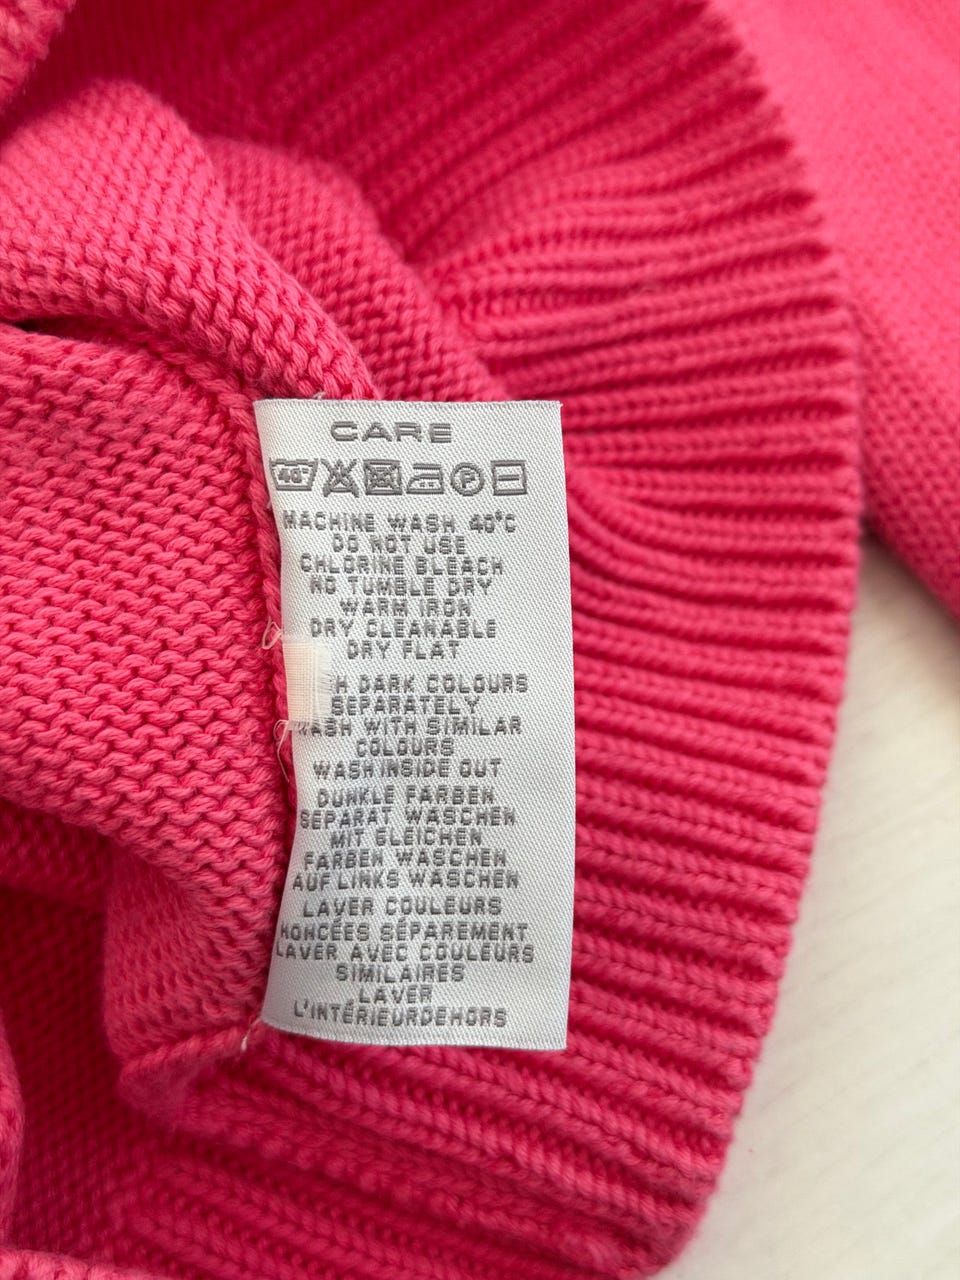 CARE
40°
P
MACHINE WASH 40°C
DO NOT USE
CHLORINE BLEACH
NO TUMBLE DRY
WARM IRON
DRY CLEANABLE
DRY FLAT
DARK COLOURS
SEPARATELY
WASH WITH SIMILAR
COLOURS
WASH INSIDE OUT
DUNKLE FARBEN
SEPARAT WASCHEN
MIT GLEICHEN
FARBEN WASCHEN
AUF LINKS WASCHEN
LAVER COULEURS
SÉPAREMENT
LAVER AVEC COULEURS
SIMILAIRES
LAVER
L'INTÉRIEURDEHORS